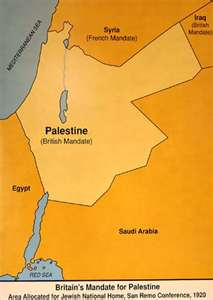 MEDITERRANEAN SEA
Syria
(French Mandate)
Iraq
(British
Mandate)
Palestine
(British Mandate)
Egypt
Saudi Arabia
RED SEA
Britain's Mandate for Palestine
Area Allocated for Jewish National Home, San Remo Conference, 1920